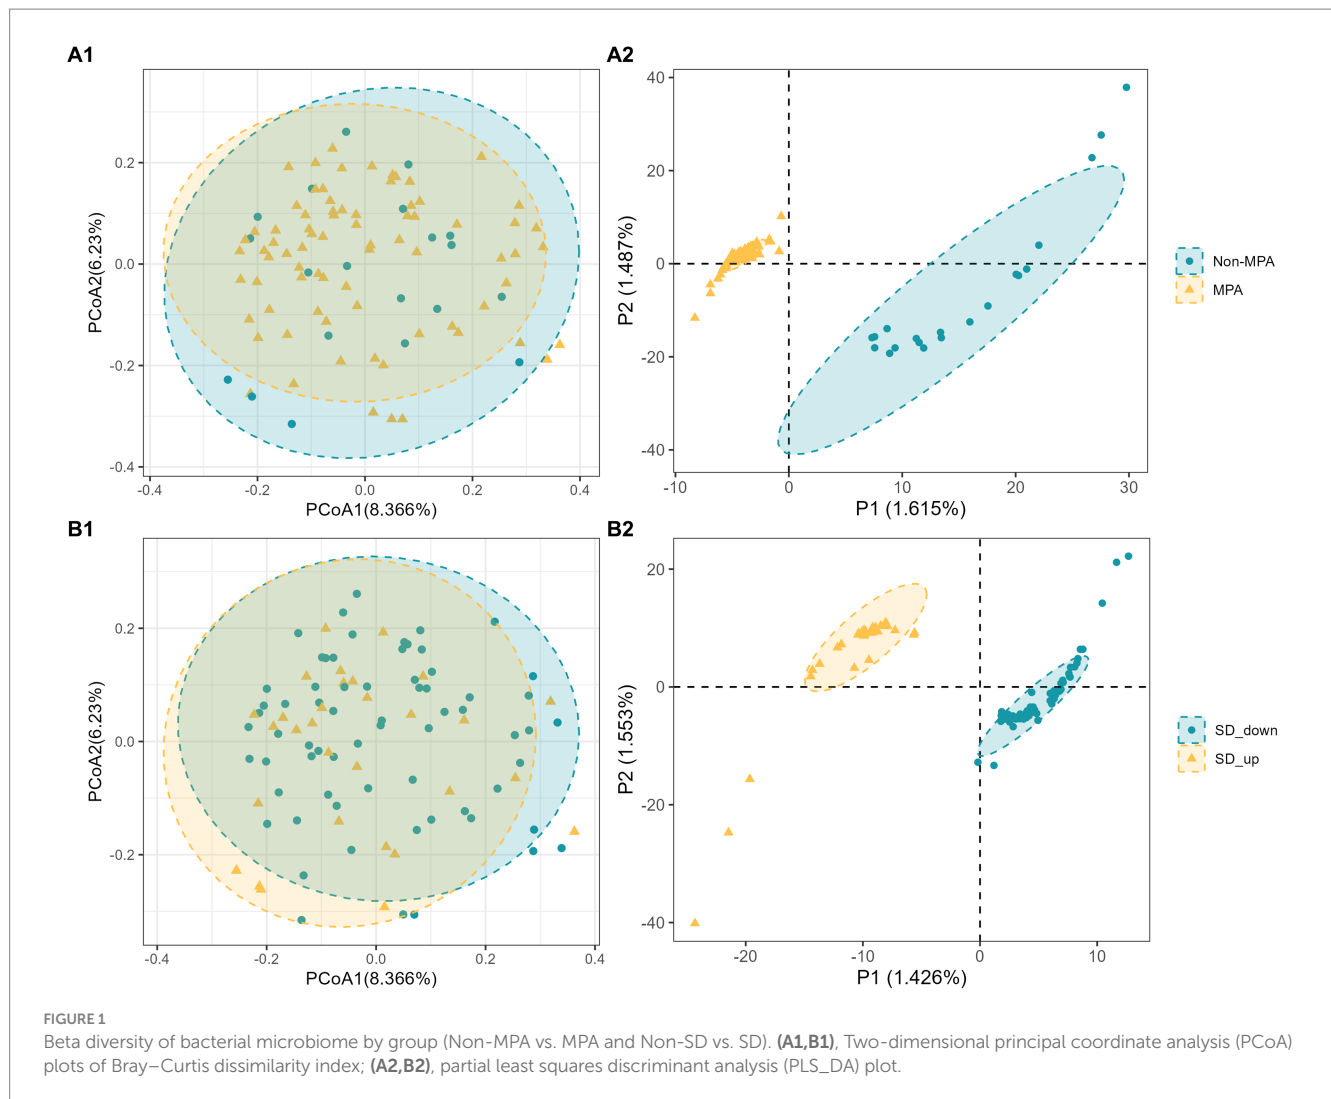 A1
A2
0.2
0.0
-0.2
-0.4
-0.4
-0.2
0.0
0.2
0.4
PCoA2(6.23%)
PCoA1(8.366%)
40
20
0
-20
-40
-10
0
10
20
30
P2 (1.487%)
P1 (1.615%)
Non-MPA
MPA
B1
B2
0.2
0.0
-0.2
-0.4
-0.2
0.0
0.2
0.4
PCoA2(6.23%)
PCoA1(8.366%)
20
0
-20
-40
-20
-10
0
10
P2 (1.553%)
P1 (1.426%)
SD_down
SD_up
FIGURE 1
Beta diversity of bacterial microbiome by group (Non-MPA vs. MPA and Non-SD vs. SD). (A1,B1), Two-dimensional principal coordinate analysis (PCoA)
plots of Bray–Curtis dissimilarity index; (A2,B2), partial least squares discriminant analysis (PLS_DA) plot.